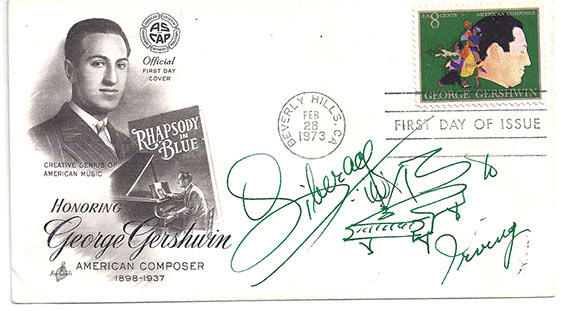 ASCAP
Official
FIRST DAY
COVER
RHAPSODY
IN
BLUE
CREATIVE GENIUS OF
AMERICAN MUSIC
HONORING
George Gershwin
AMERICAN COMPOSER
1898-1937
ArtCraft
US 8 CENTS AMERICAN COMPOSER
GEORGE GERSHWIN
BEVERLY HILLS, CA
FEB
28
1973
FIRST DAY OF ISSUE
Liberace
to
Irving